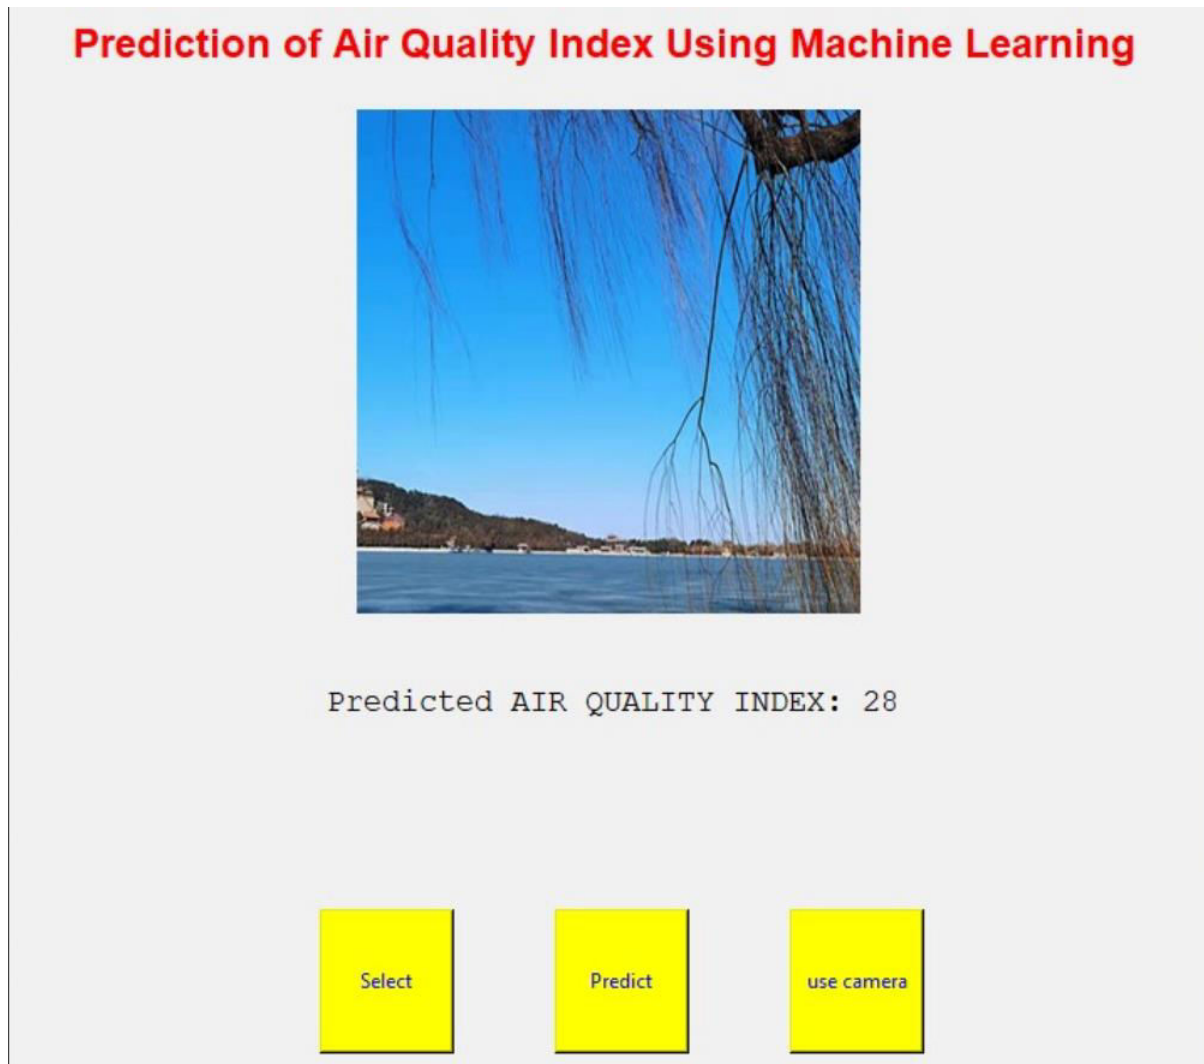 Prediction of Air Quality Index Using Machine Learning
Predicted AIR QUALITY INDEX: 28
Select
Predict
use camera